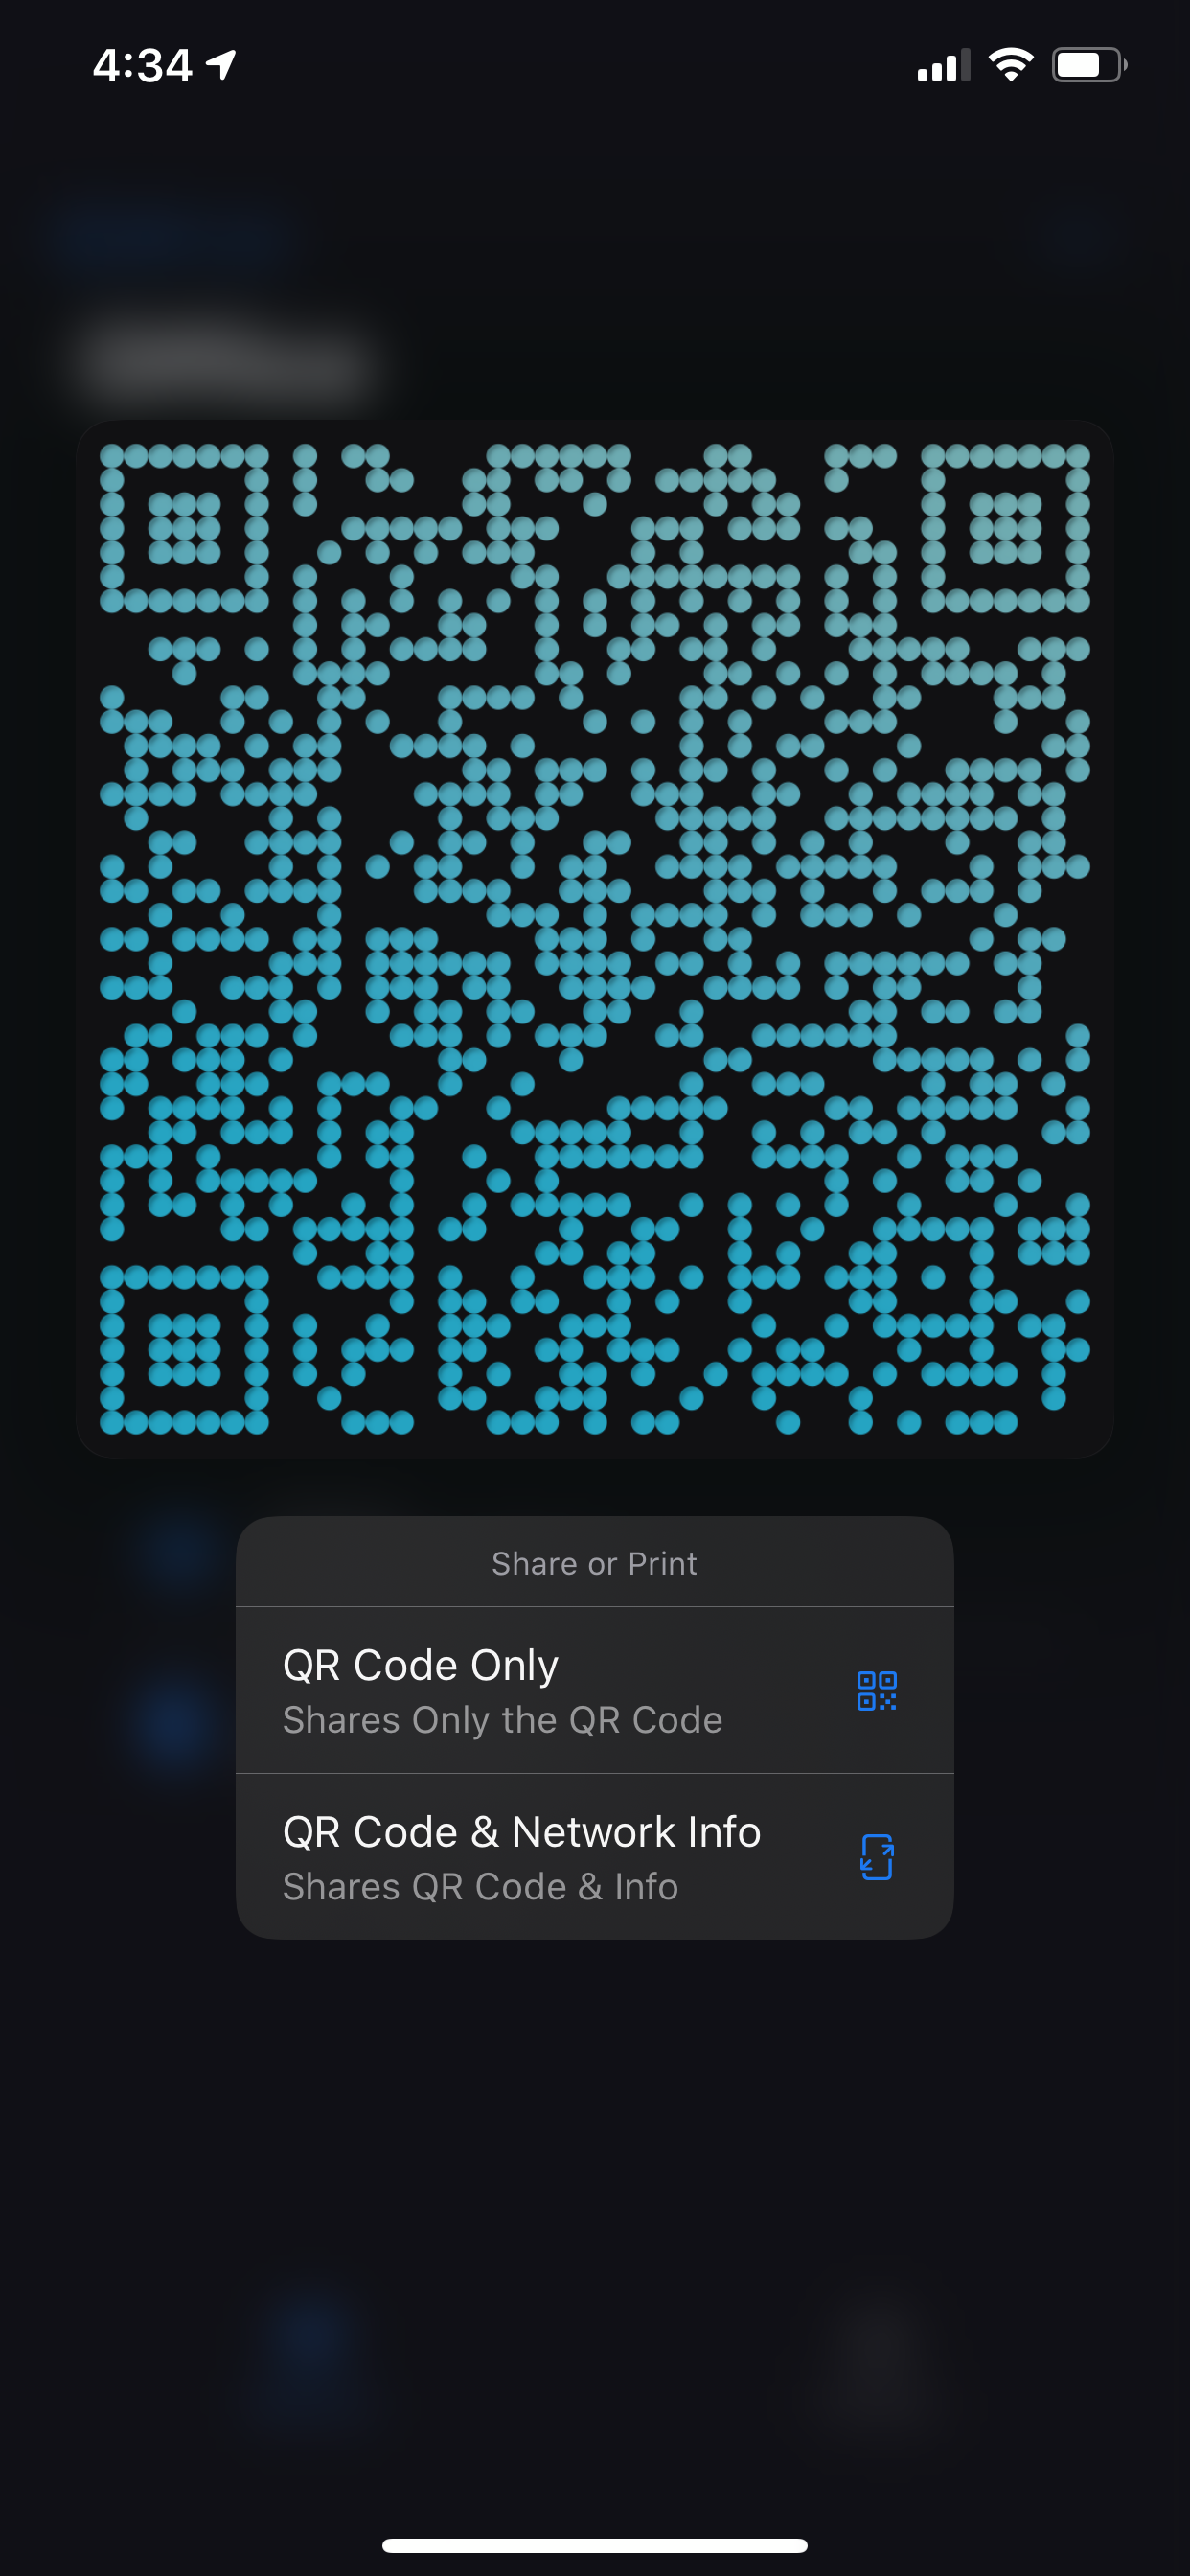 4:34
Share or Print
QR Code Only
Shares Only the QR Code
QR Code & Network Info
Shares QR Code & Info